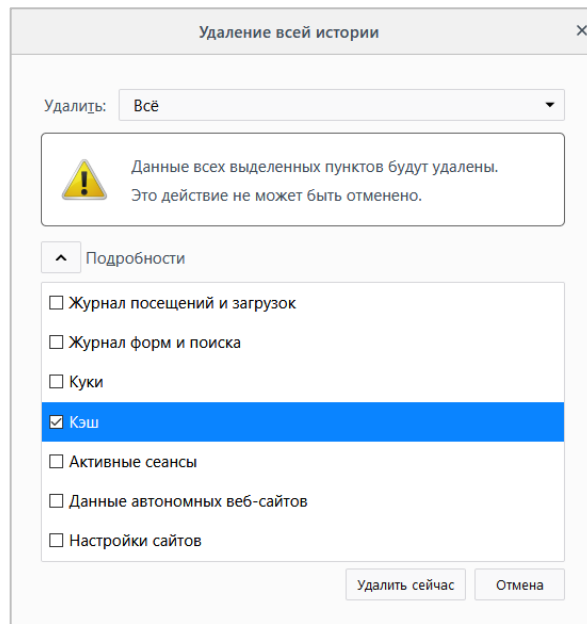 Удаление всей истории
Удалить: Всё
Данные всех выделенных пунктов будут удалены.
Это действие не может быть отменено.
Подробности
Журнал посещений и загрузок
Журнал форм и поиска
Куки
Кэш
Активные сеансы
Данные автономных веб-сайтов
Настройки сайтов
Удалить сейчас Отмена